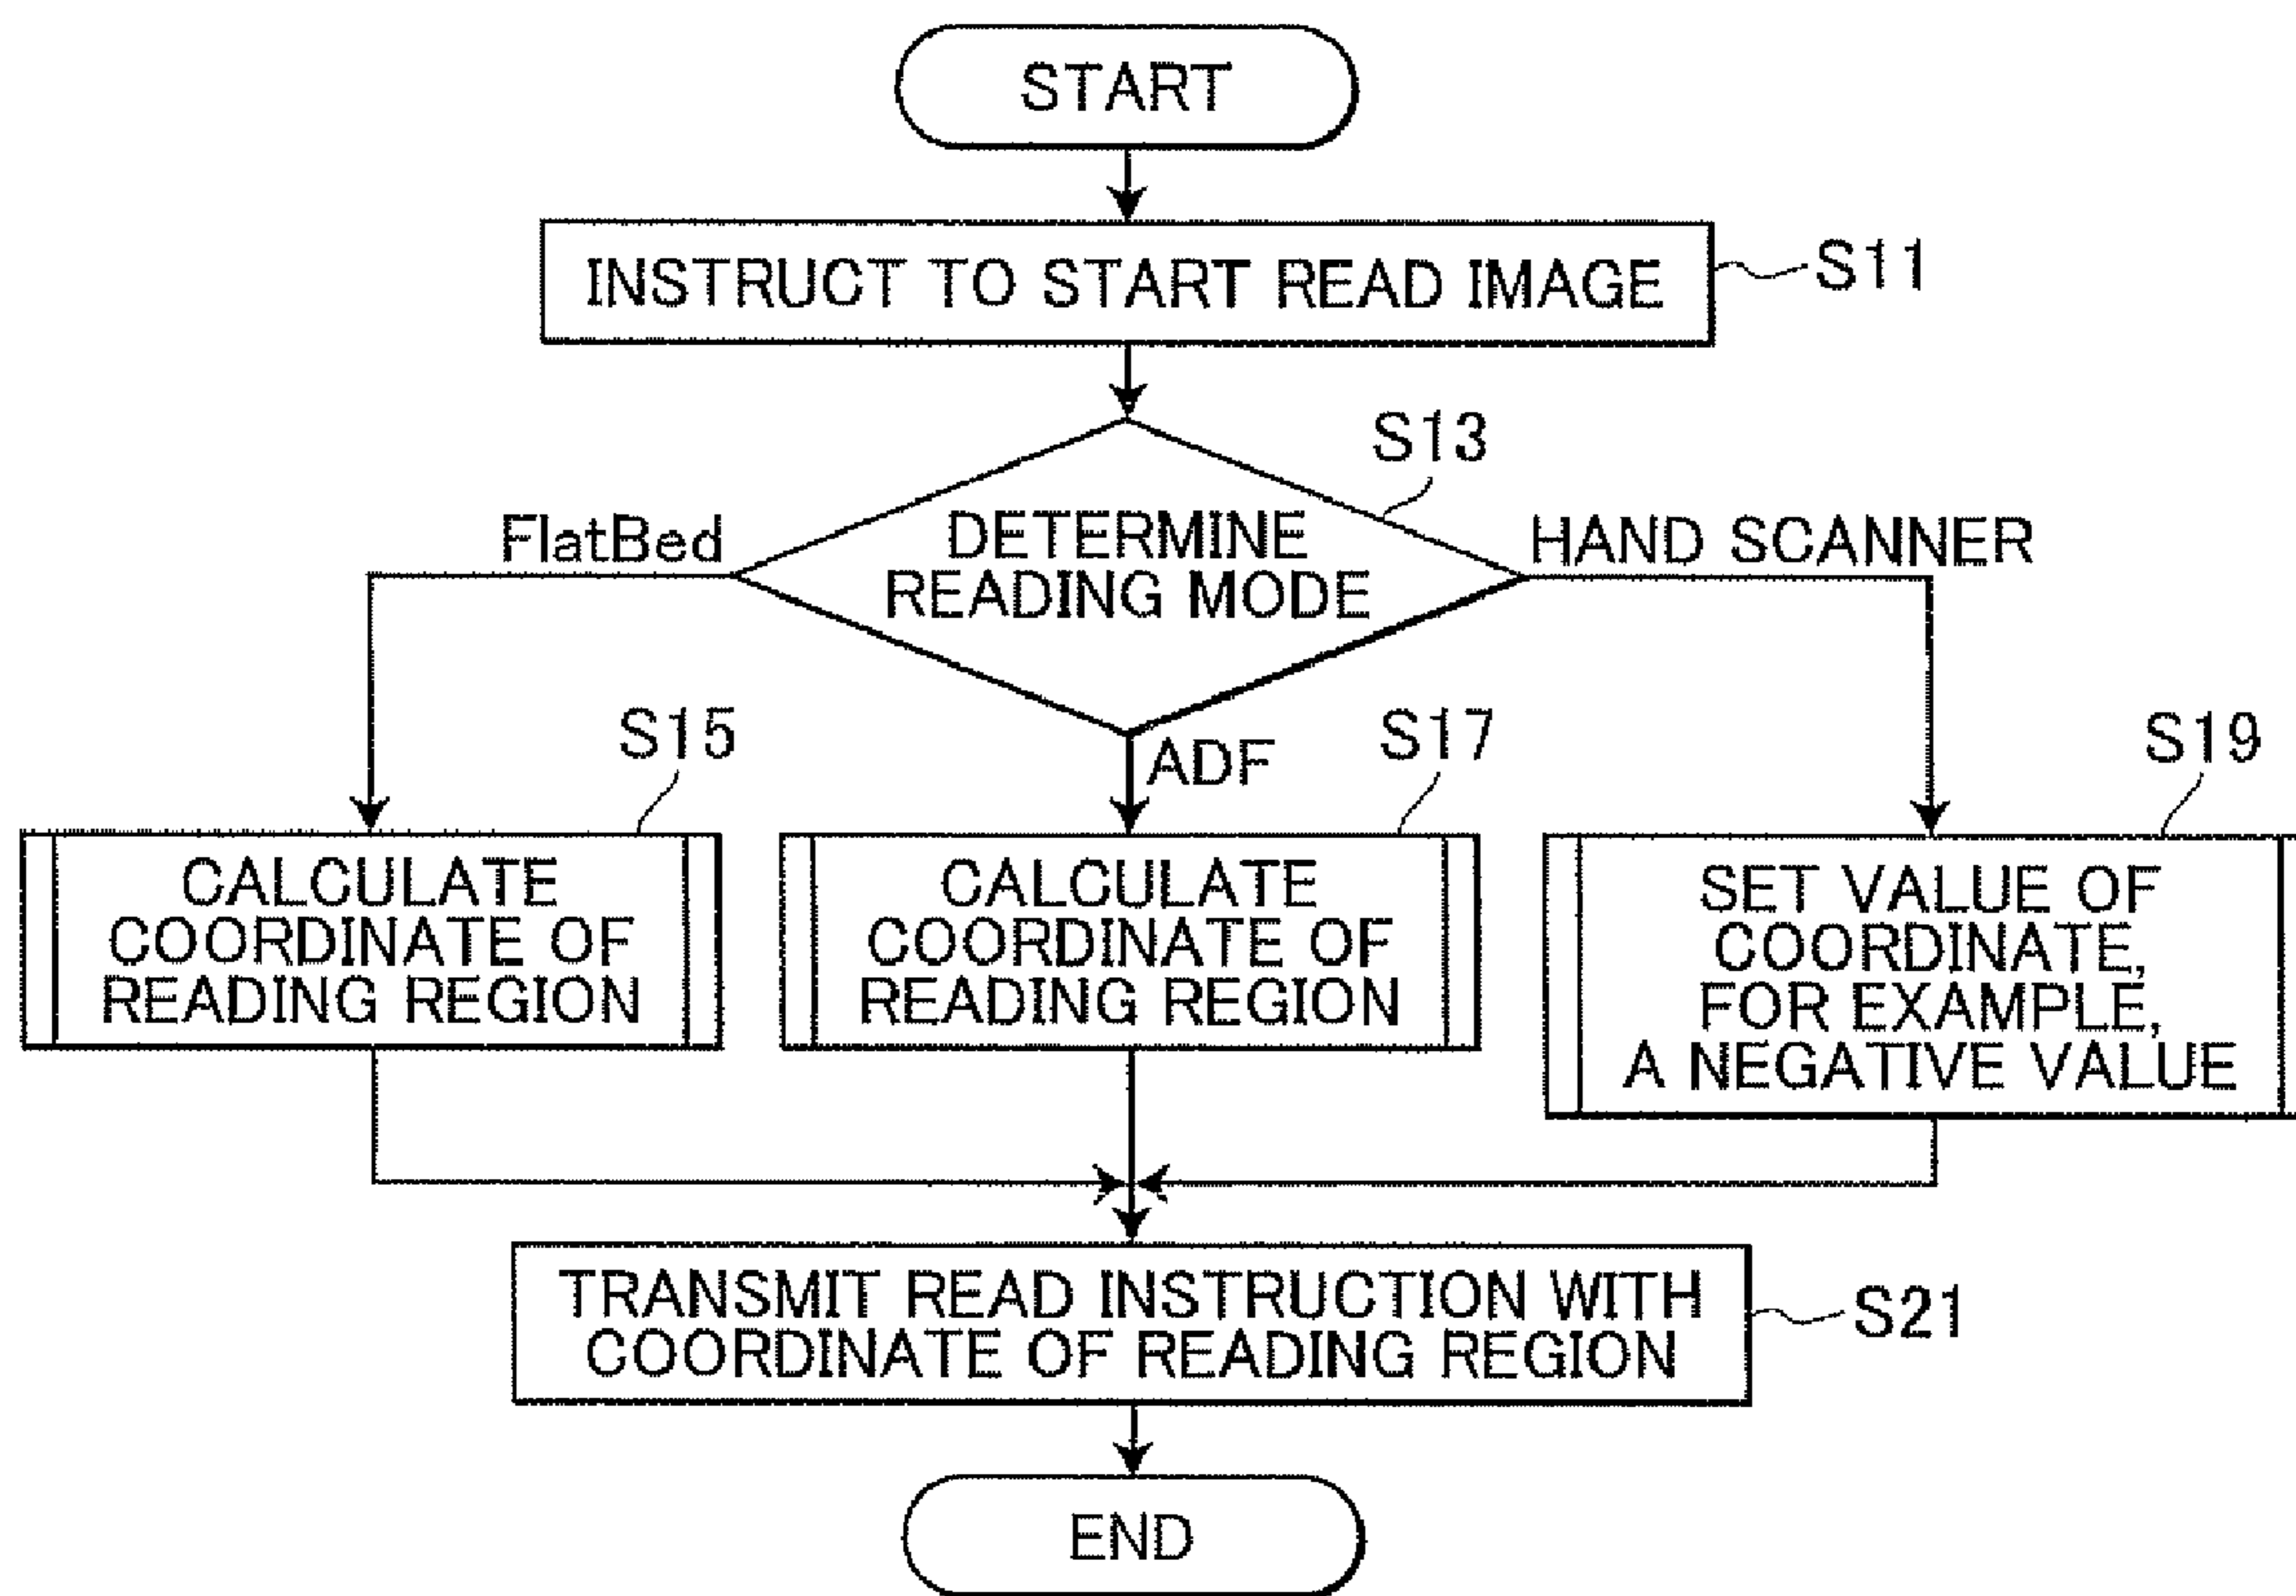 START
INSTRUCT TO START READ IMAGE
S11
S13
DETERMINE
READING MODE
FlatBed
HAND SCANNER
ADF
S15
CALCULATE
COORDINATE OF
READING REGION
S17
CALCULATE
COORDINATE OF
READING REGION
S19
SET VALUE OF
COORDINATE,
FOR EXAMPLE,
A NEGATIVE VALUE
TRANSMIT READ INSTRUCTION WITH
COORDINATE OF READING REGION
S21
END